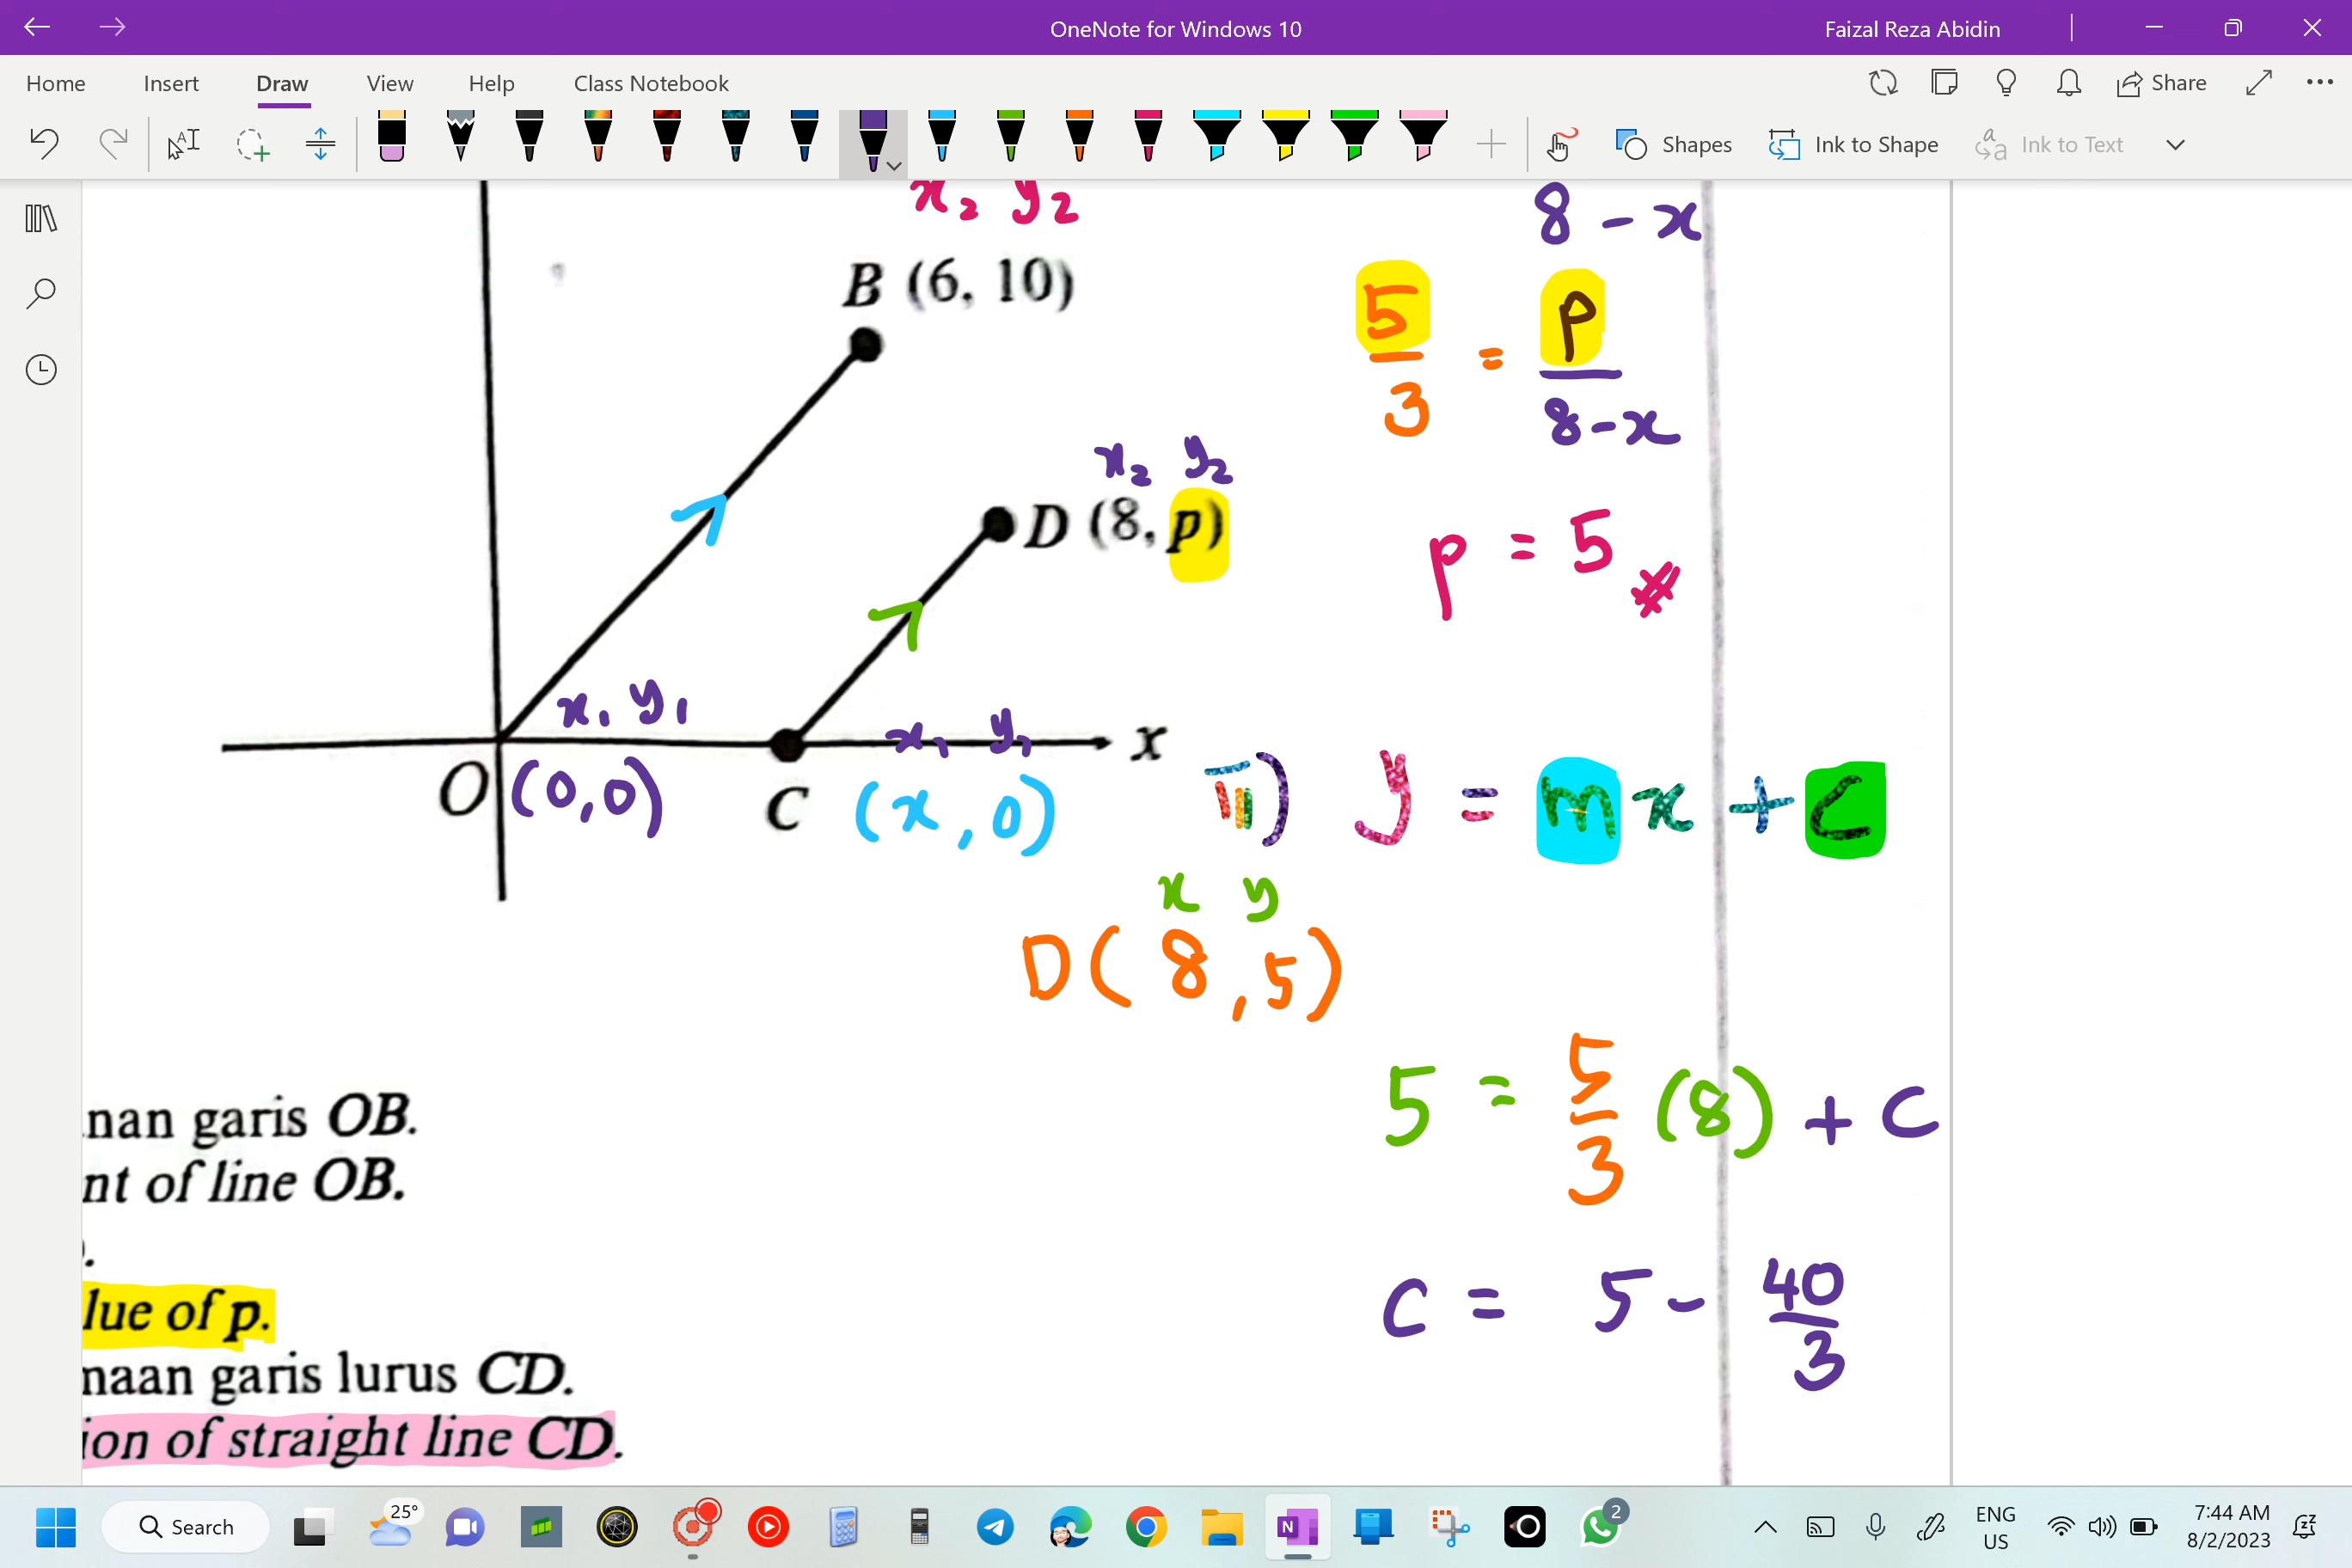 OneNote for Windows 10
Faizal Reza Abidin
Home Insert Draw View Help Class Notebook
Share
Shapes Ink to Shape Ink to Text
x₂ y₂
B (6, 10)
x₂ y₂
D (8, p)
x₁ y₁
x₁ y₁
x
O (0,0)
C (x, 0)
8 - x
5/3 = p/8-x
p = 5 #
iii) y = mx + c
x y
D(8, 5)
5 = 5/3 (8) + c
c = 5 - 40/3
nan garis OB.
nt of line OB.
lue of p.
maan garis lurus CD.
ion of straight line CD.
Search
25°
2
ENG
US
7:44 AM
8/2/2023